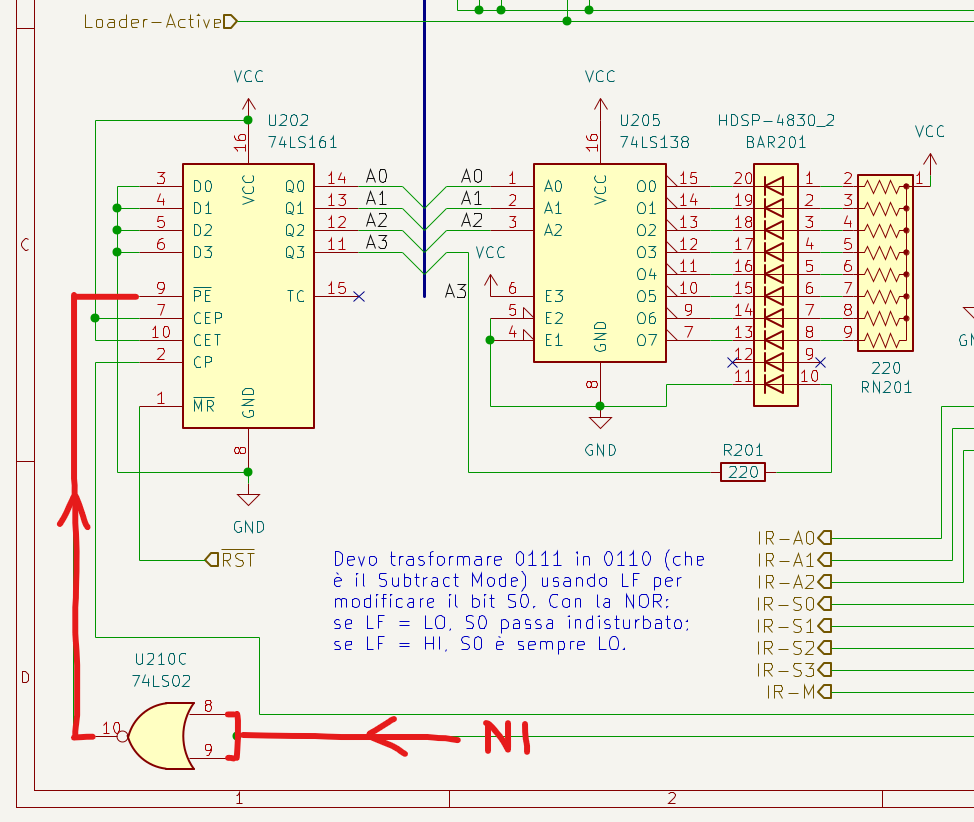 Loader-Active
VCC
U202
74LS161
16
VCC
3 D0 Q0 14 A0
4 D1 Q1 13 A1
5 D2 Q2 12 A2
6 D3 Q3 11 A3
9 PE TC 15
7 CEP
10 CET
2 CP
1 MR
GND
8
GND
RST
VCC
U205
74LS138
16
VCC
A0 1 A0 O0 15
A1 2 A1 O1 14
A2 3 A2 O2 13
O3 12
O4 11
VCC
A3
6 E3 O5 10
5 E2 O6 9
4 E1 O7 7
GND
8
GND
HDSP-4830_2
BAR201
20 1
19 2
18 3
17 4
16 5
15 6
14 7
13 8
12 9
11 10
VCC
1
2
3
4
5
6
7
8
9
220
RN201
R201
220
GN
Devo trasformare 0111 in 0110 (che
è il Subtract Mode) usando LF per
modificare il bit S0. Con la NOR:
se LF = LO, S0 passa indisturbato;
se LF = HI, S0 è sempre LO.
IR-A0
IR-A1
IR-A2
IR-S0
IR-S1
IR-S2
IR-S3
IR-M
U210C
74LS02
8
10
9
NI
C
D
1
2